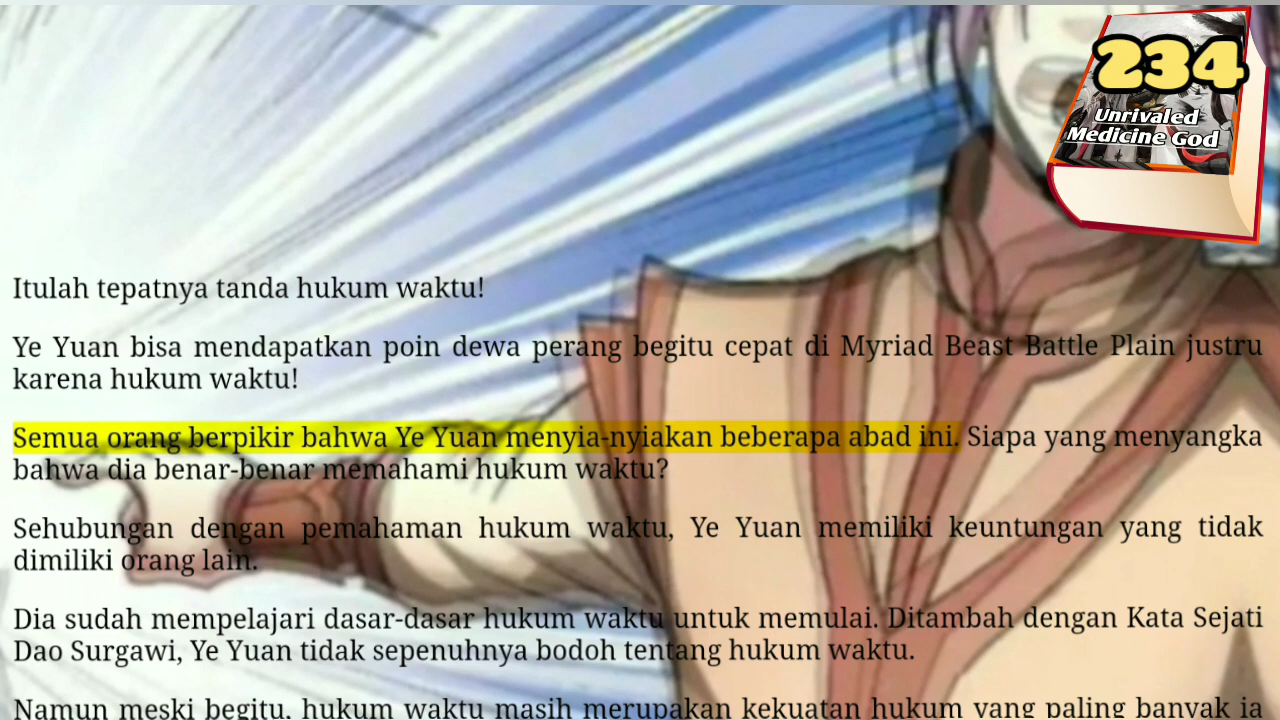 234
Unrivaled
Medicine God
Itulah tepatnya tanda hukum waktu!
Ye Yuan bisa mendapatkan poin dewa perang begitu cepat di Myriad Beast Battle Plain justru
karena hukum waktu!
Semua orang berpikir bahwa Ye Yuan menyia-nyiakan beberapa abad ini. Siapa yang menyangka
bahwa dia benar-benar memahami hukum waktu?
Sehubungan dengan pemahaman hukum waktu, Ye Yuan memiliki keuntungan yang tidak
dimiliki orang lain.
Dia sudah mempelajari dasar-dasar hukum waktu untuk memulai. Ditambah dengan Kata Sejati
Dao Surgawi, Ye Yuan tidak sepenuhnya bodoh tentang hukum waktu.
Namun meski begitu, hukum waktu masih merupakan kekuatan hukum yang paling banyak ia